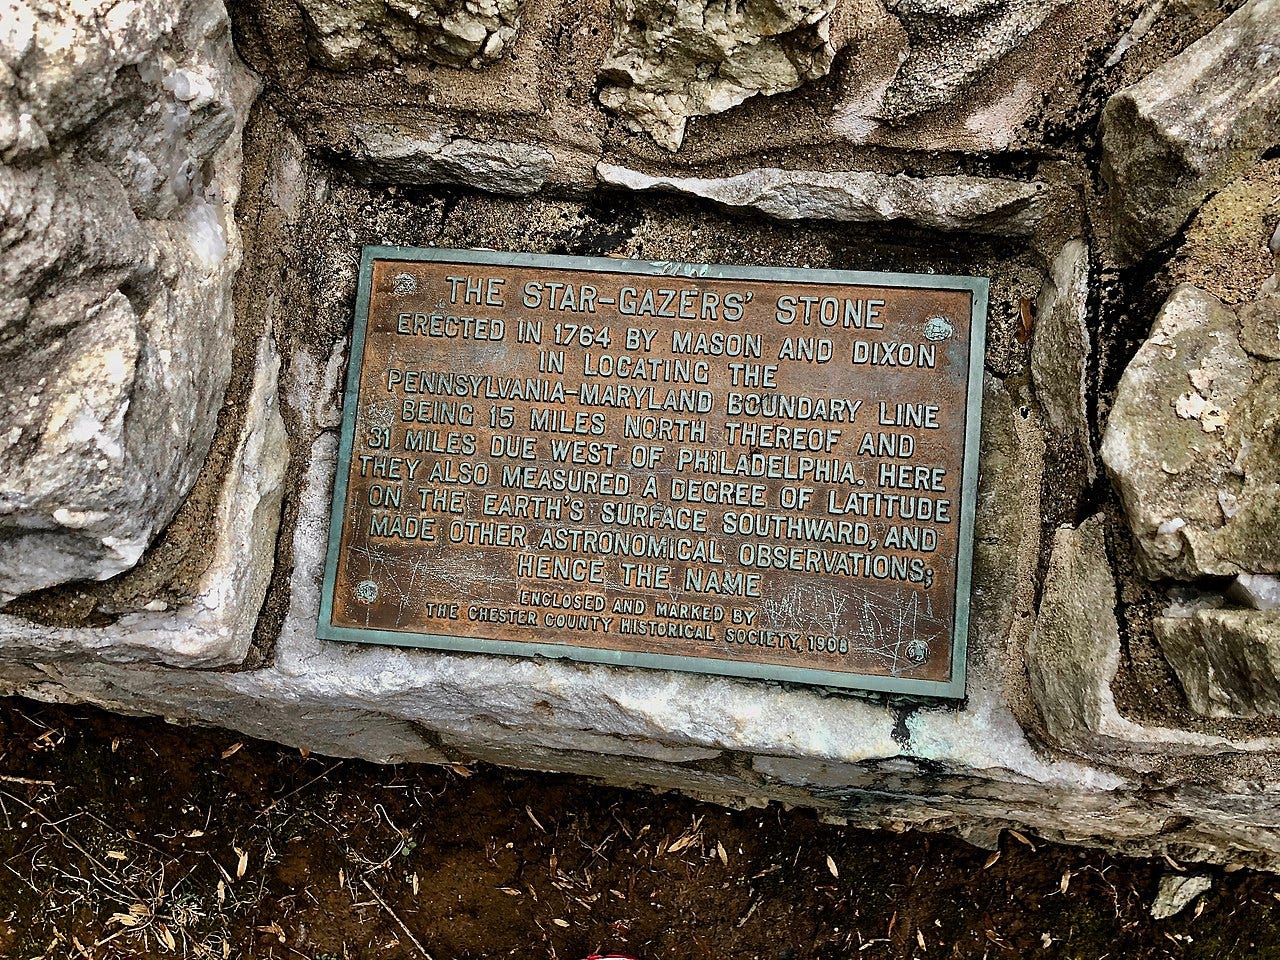 THE STAR-GAZERS' STONE
ERECTED IN 1764 BY MASON AND DIXON
IN LOCATING THE
PENNSYLVANIA-MARYLAND BOUNDARY LINE
BEING 15 MILES NORTH THEREOF AND
31 MILES DUE WEST OF PHILADELPHIA. HERE
THEY ALSO MEASURED A DEGREE OF LATITUDE
ON THE EARTH'S SURFACE SOUTHWARD, AND
MADE OTHER ASTRONOMICAL OBSERVATIONS;
HENCE THE NAME
ENCLOSED AND MARKED BY
THE CHESTER COUNTY HISTORICAL SOCIETY, 1908